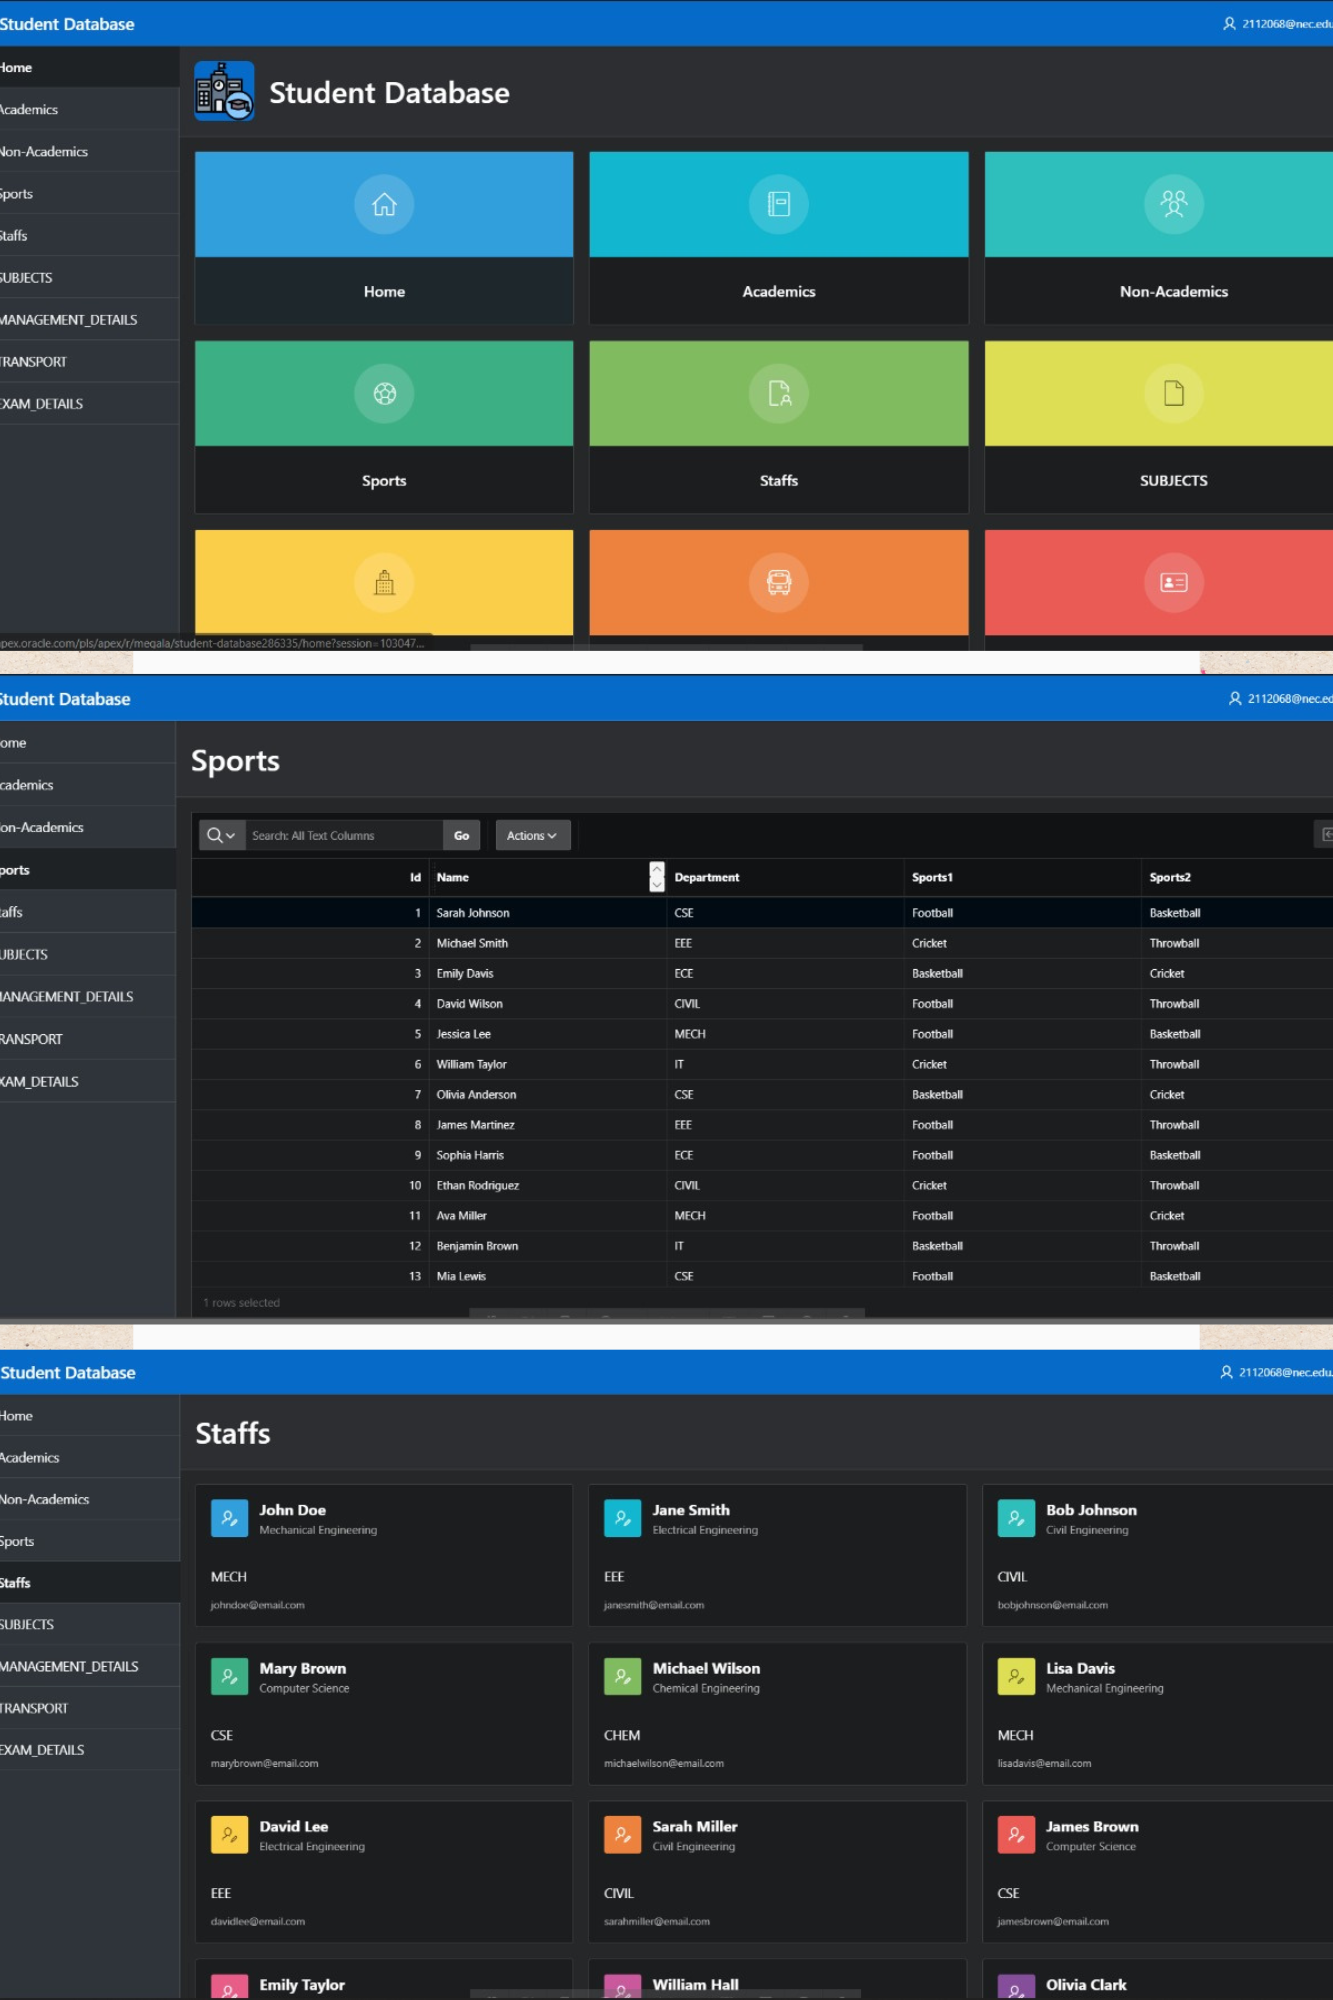 Student Database
2112068@nec.edu
Home
Academics
Non-Academics
Sports
Staffs
SUBJECTS
MANAGEMENT_DETAILS
TRANSPORT
EXAM_DETAILS
Student Database
Home
Academics
Non-Academics
Sports
Staffs
SUBJECTS
apex.oracle.com/pls/apex/r/megala/student-database286335/home?session=103047...
Student Database
2112068@nec.ed
ome
cademics
on-Academics
ports
taffs
UBJECTS
MANAGEMENT_DETAILS
RANSPORT
XAM_DETAILS
Sports
Search: All Text Columns
Go
Actions
Id Name Department Sports1 Sports2
1 Sarah Johnson CSE Football Basketball
2 Michael Smith EEE Cricket Throwball
3 Emily Davis ECE Basketball Cricket
4 David Wilson CIVIL Football Throwball
5 Jessica Lee MECH Football Basketball
6 William Taylor IT Cricket Throwball
7 Olivia Anderson CSE Basketball Cricket
8 James Martinez EEE Football Throwball
9 Sophia Harris ECE Football Basketball
10 Ethan Rodriguez CIVIL Cricket Throwball
11 Ava Miller MECH Football Cricket
12 Benjamin Brown IT Basketball Throwball
13 Mia Lewis CSE Football Basketball
1 rows selected
Student Database
2112068@nec.edu.
Home
Academics
Non-Academics
Sports
Staffs
SUBJECTS
MANAGEMENT_DETAILS
TRANSPORT
EXAM_DETAILS
Staffs
John Doe
Mechanical Engineering
MECH
johndoe@email.com
Jane Smith
Electrical Engineering
EEE
janesmith@email.com
Bob Johnson
Civil Engineering
CIVIL
bobjohnson@email.com
Mary Brown
Computer Science
CSE
marybrown@email.com
Michael Wilson
Chemical Engineering
CHEM
michaelwilson@email.com
Lisa Davis
Mechanical Engineering
MECH
lisadavis@email.com
David Lee
Electrical Engineering
EEE
davidlee@email.com
Sarah Miller
Civil Engineering
CIVIL
sarahmiller@email.com
James Brown
Computer Science
CSE
jamesbrown@email.com
Emily Taylor
William Hall
Olivia Clark